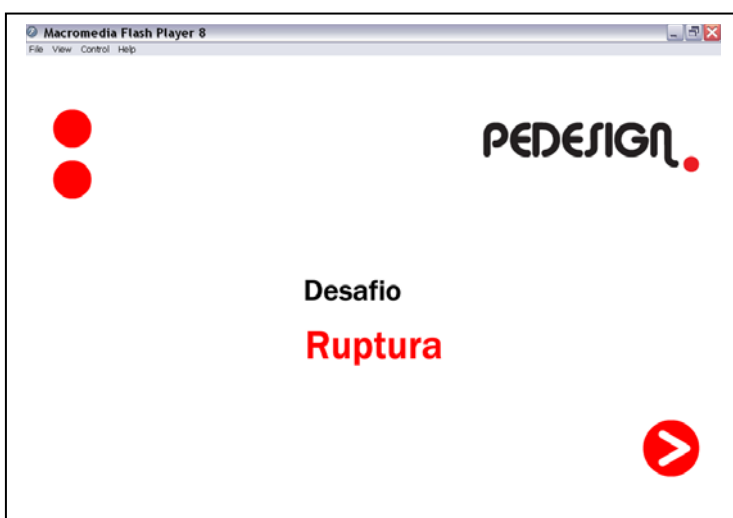 Macromedia Flash Player 8
File View Control Help
PEDESIGN.
Desafio
Ruptura